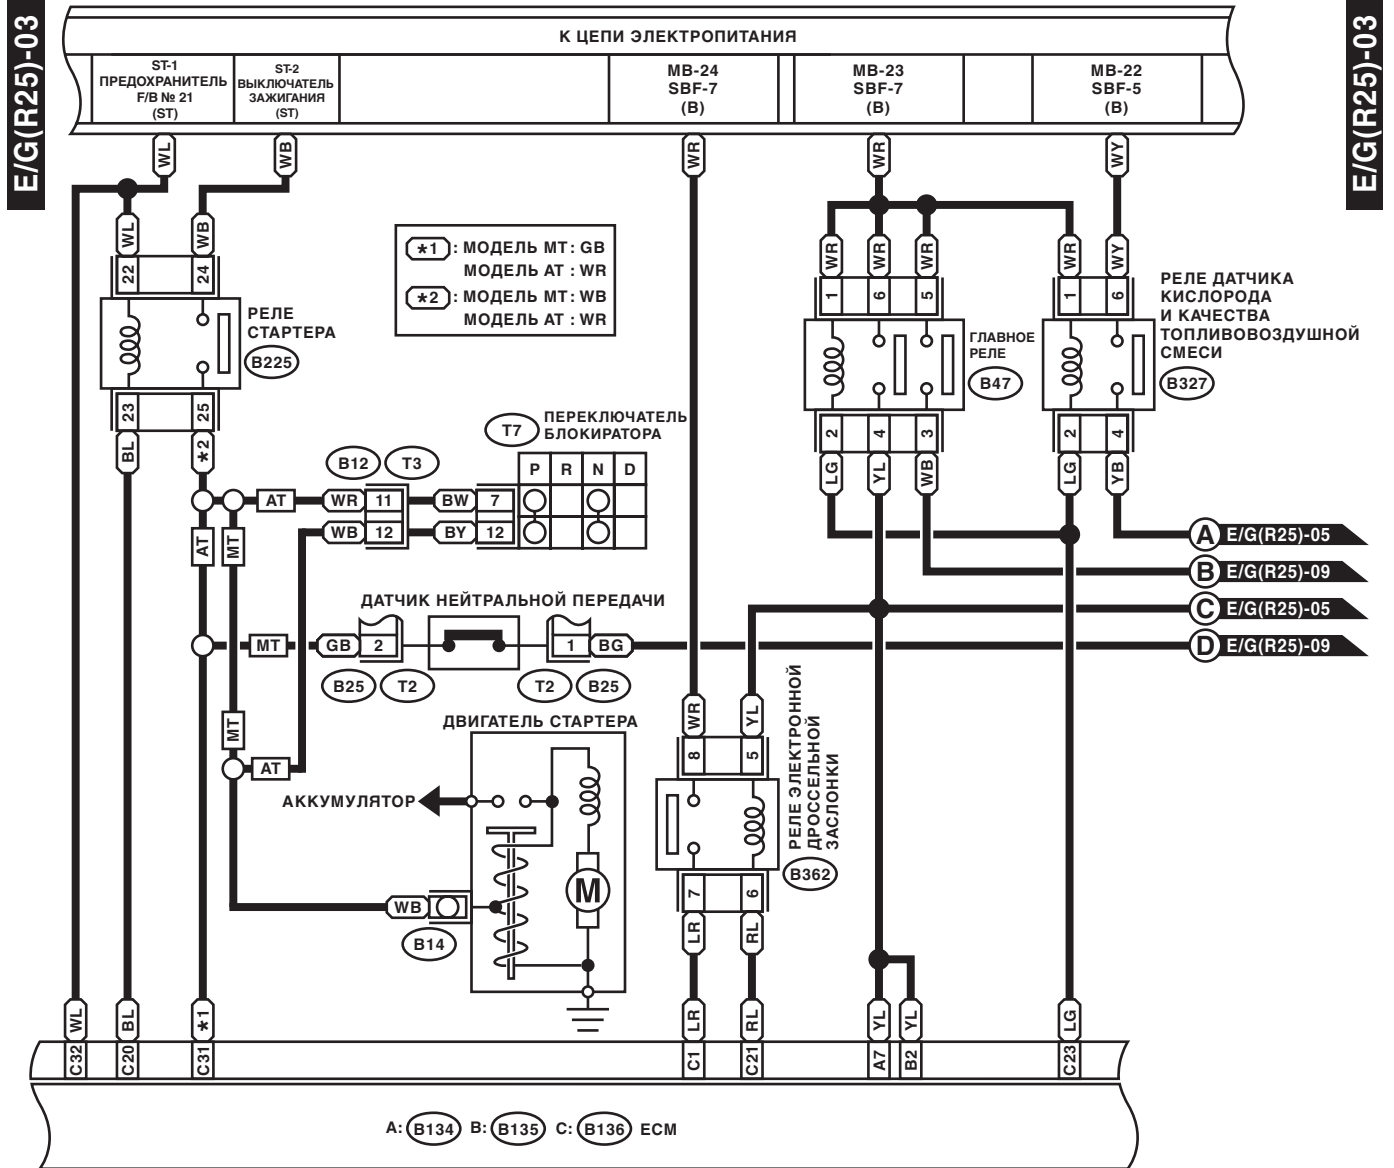 E/G(R25)-03
E/G(R25)-03
К ЦЕПИ ЭЛЕКТРОПИТАНИЯ
ST-1
ПРЕДОХРАНИТЕЛЬ
F/B № 21
(ST)
ST-2
ВЫКЛЮЧАТЕЛЬ
ЗАЖИГАНИЯ
(ST)
MB-24
SBF-7
(B)
MB-23
SBF-7
(B)
MB-22
SBF-5
(B)
WL
WB
WR
WR
WY
WL
WB
22
24
РЕЛЕ
СТАРТЕРА
B225
23
25
BL
*2
*1 : МОДЕЛЬ МТ : GB
МОДЕЛЬ АТ : WR
*2 : МОДЕЛЬ МТ : WB
МОДЕЛЬ АТ : WR
WR
WR
WR
1
6
5
ГЛАВНОЕ
РЕЛЕ
B47
2
4
3
LG
YL
WB
WR
WY
1
6
РЕЛЕ ДАТЧИКА
КИСЛОРОДА
И КАЧЕСТВА
ТОПЛИВОВОЗДУШНОЙ
СМЕСИ
B327
2
4
LG
YB
T7
ПЕРЕКЛЮЧАТЕЛЬ
БЛОКИРАТОРА
B12
T3
P R N D
AT
WR
11
BW
7
AT
MT
WB
12
BY
12
A E/G(R25)-05
B E/G(R25)-09
C E/G(R25)-05
D E/G(R25)-09
ДАТЧИК НЕЙТРАЛЬНОЙ ПЕРЕДАЧИ
MT
GB
2
1
BG
B25
T2
T2
B25
MT
AT
ДВИГАТЕЛЬ СТАРТЕРА
АККУМУЛЯТОР
M
WB
B14
WR
YL
8
5
РЕЛЕ ЭЛЕКТРОННОЙ
ДРОССЕЛЬНОЙ
ЗАСЛОНКИ
B362
7
6
LR
RL
WL
BL
*1
LR
RL
YL
YL
LG
C32
C20
C31
C1
C21
A7
B2
C23
A: B134 B: B135 C: B136 ECM